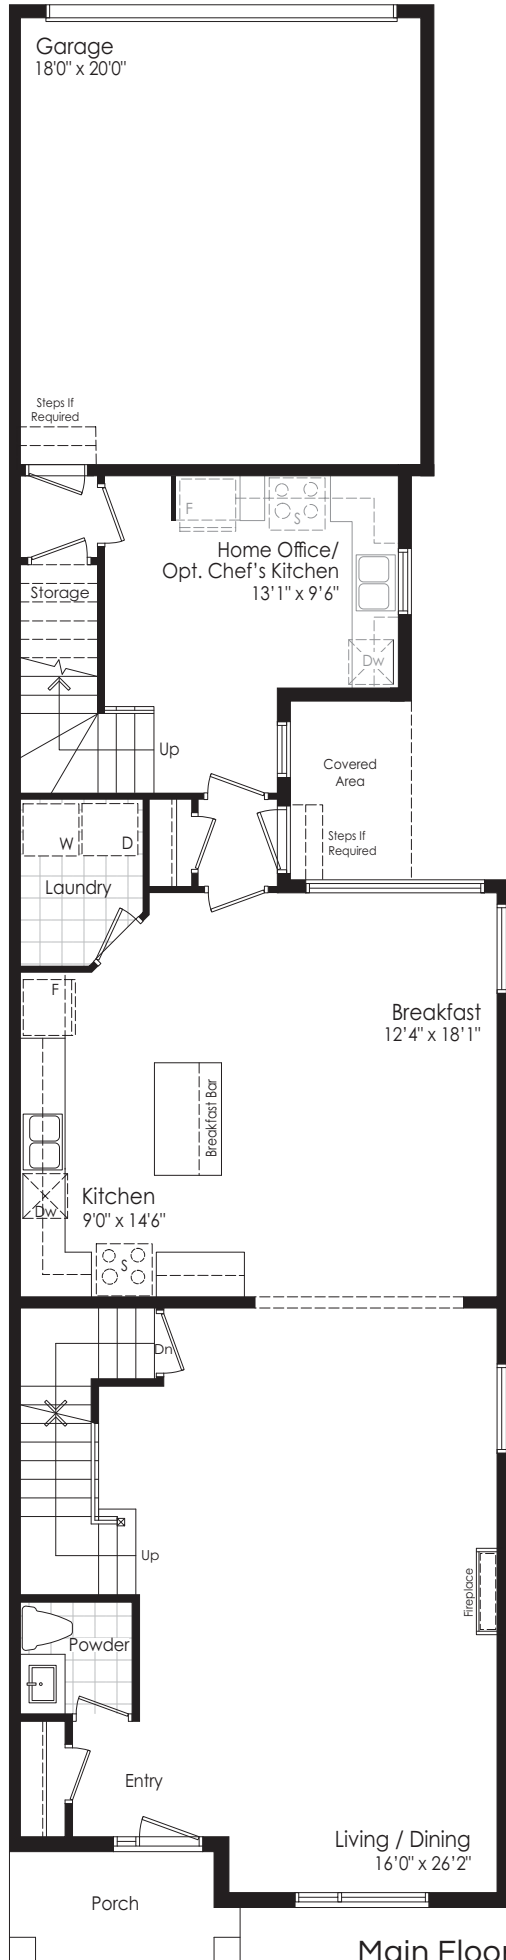 Garage
18'0" x 20'0"
Steps If
Required
F
S
Home Office/
Opt. Chef's Kitchen
13'1" x 9'6"
Storage
Dw
Up
Covered
Area
W
D
Steps If
Required
Laundry
F
Breakfast
12'4" x 18'1"
Breakfast Bar
Kitchen
9'0" x 14'6"
Dw
S
Dn
Up
Fireplace
Powder
Entry
Living / Dining
16'0" x 26'2"
Porch
Main Floor